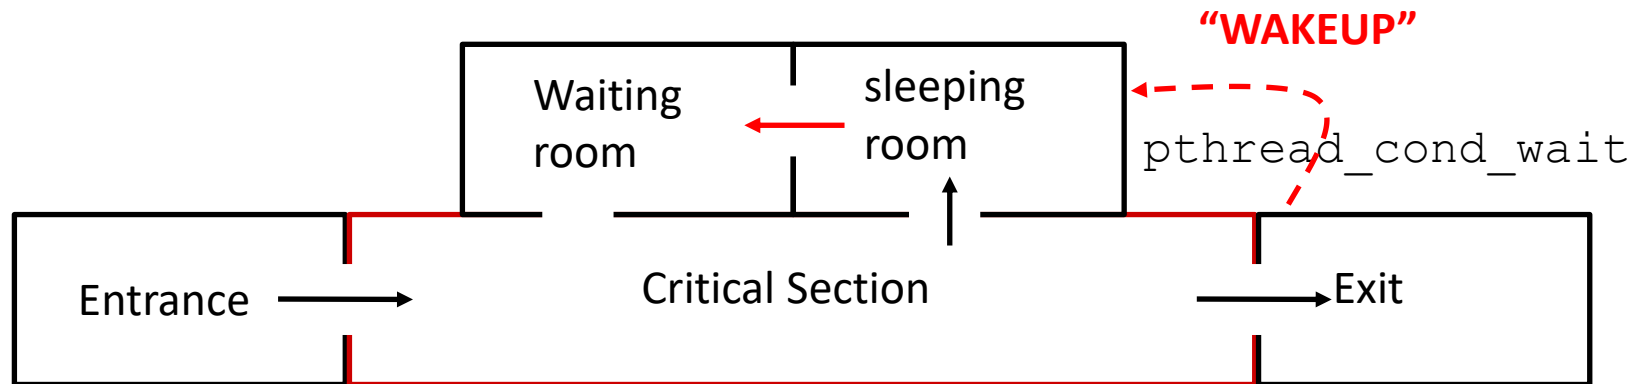 “WAKEUP”
Waiting
room
sleeping
room
pthread_cond_wait
Entrance
Critical Section
Exit